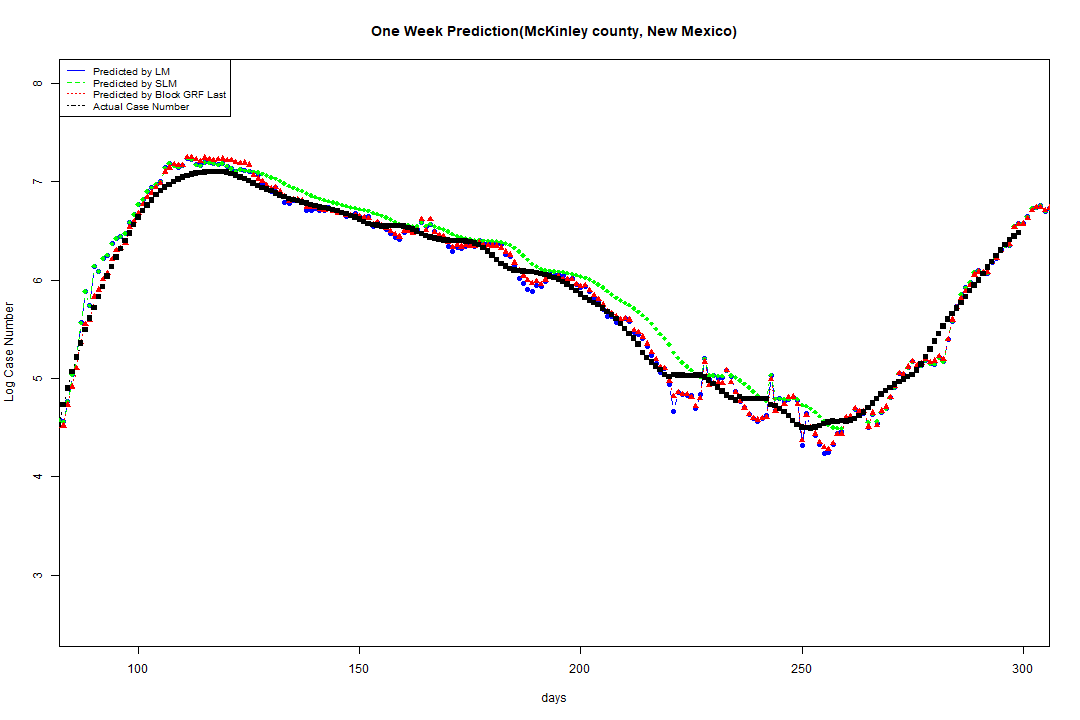 One Week Prediction(McKinley county, New Mexico)
Predicted by LM
Predicted by SLM
Predicted by Block GRF Last
Actual Case Number
8
7
6
5
4
3
Log Case Number
100 150 200 250 300
days